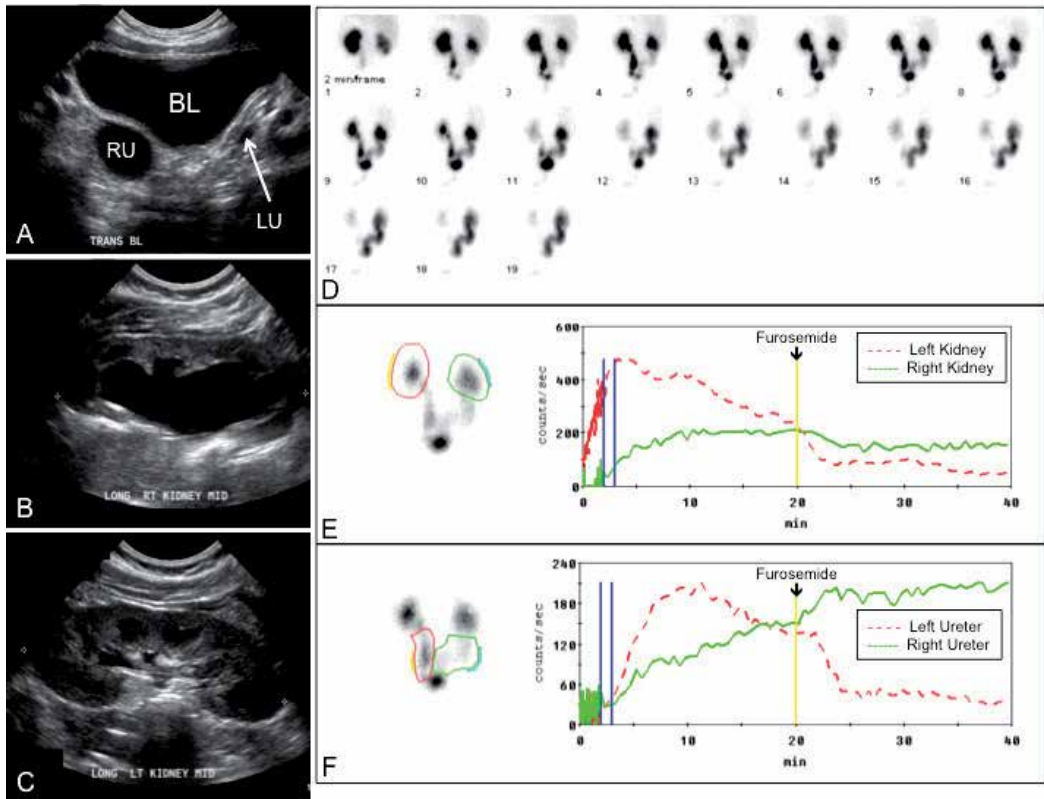 BL
RU
LU
A
TRANS BL
B
LONG RT KIDNEY MID
C
LONG LT KIDNEY MID
2 min/frame
1 2 3 4 5 6 7 8
9 10 11 12 13 14 15 16
17 18 19
D
600
400
200
0
counts/sec
Furosemide
Left Kidney
Right Kidney
0 10 20 30 40
min
E
240
180
120
60
0
counts/sec
Furosemide
Left Ureter
Right Ureter
0 10 20 30 40
min
F